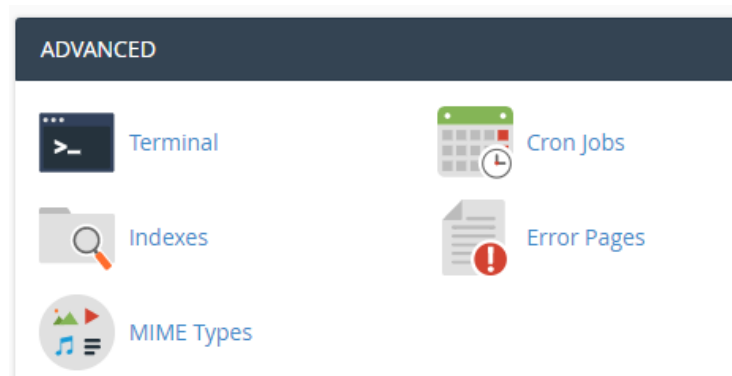 ADVANCED
Terminal
Cron Jobs
Indexes
Error Pages
MIME Types